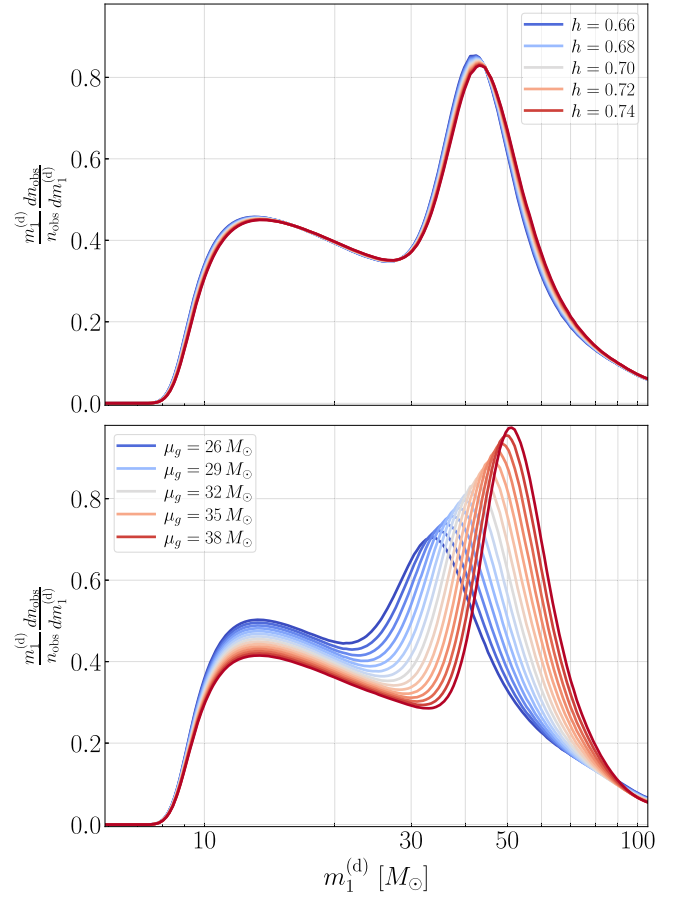 0.8
0.6
0.4
0.2
0.0
m_1^{(d)} dn_obs
n_obs dm_1^{(d)}
h = 0.66
h = 0.68
h = 0.70
h = 0.72
h = 0.74
0.8
0.6
0.4
0.2
0.0
m_1^{(d)} dn_obs
n_obs dm_1^{(d)}
μ_g = 26 M_⊙
μ_g = 29 M_⊙
μ_g = 32 M_⊙
μ_g = 35 M_⊙
μ_g = 38 M_⊙
10 30 50 100
m_1^{(d)} [M_⊙]